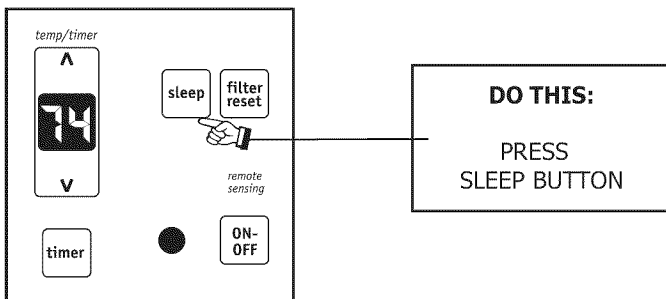 temp/timer
74
sleep
filter
reset
remote
sensing
timer
ON-
OFF
DO THIS:
PRESS
SLEEP BUTTON